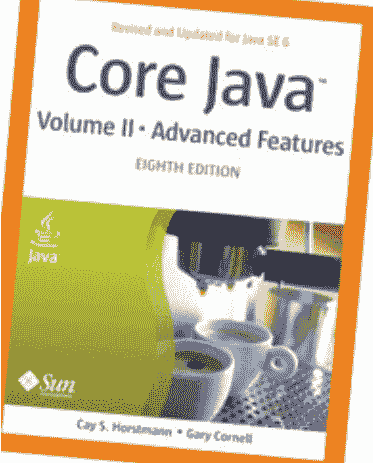 Revised and Updated for Java SE 6
Core Java™
Volume II • Advanced Features
EIGHTH EDITION
Java
Sun
Cay S. Horstmann • Gary Cornell